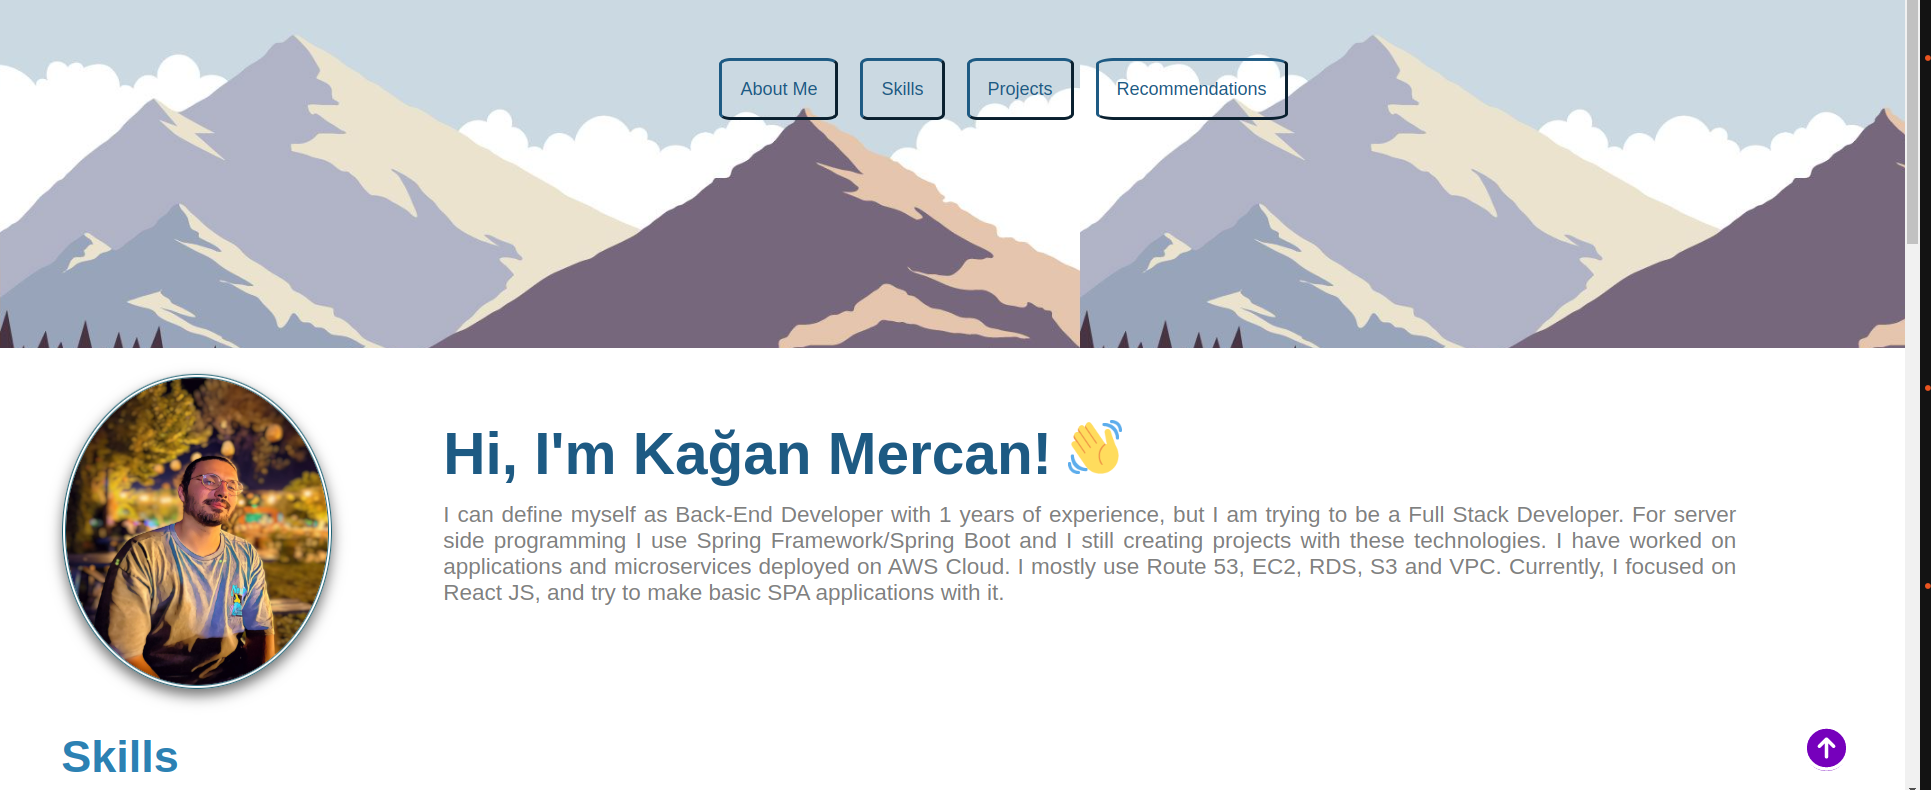 About Me
Skills
Projects
Recommendations
Hi, I'm Kağan Mercan! 👋
I can define myself as Back-End Developer with 1 years of experience, but I am trying to be a Full Stack Developer. For server
side programming I use Spring Framework/Spring Boot and I still creating projects with these technologies. I have worked on
applications and microservices deployed on AWS Cloud. I mostly use Route 53, EC2, RDS, S3 and VPC. Currently, I focused on
React JS, and try to make basic SPA applications with it.
Skills